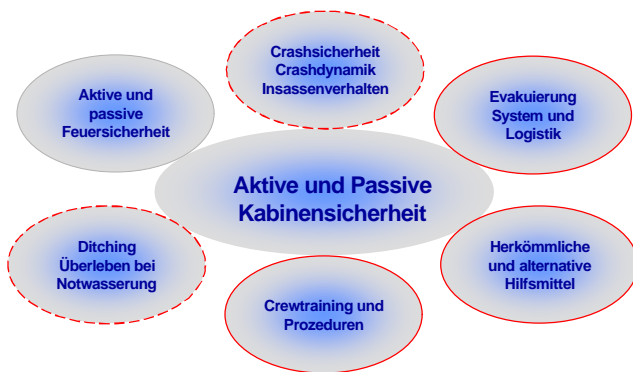 Crashsicherheit
Crashdynamik
Insassenverhalten
Aktive und
passive
Feuersicherheit
Evakuierung
System und
Logistik
Aktive und Passive
Kabinensicherheit
Ditching
Überleben bei
Notwasserung
Herkömmliche
und alternative
Hilfsmittel
Crewtraining und
Prozeduren